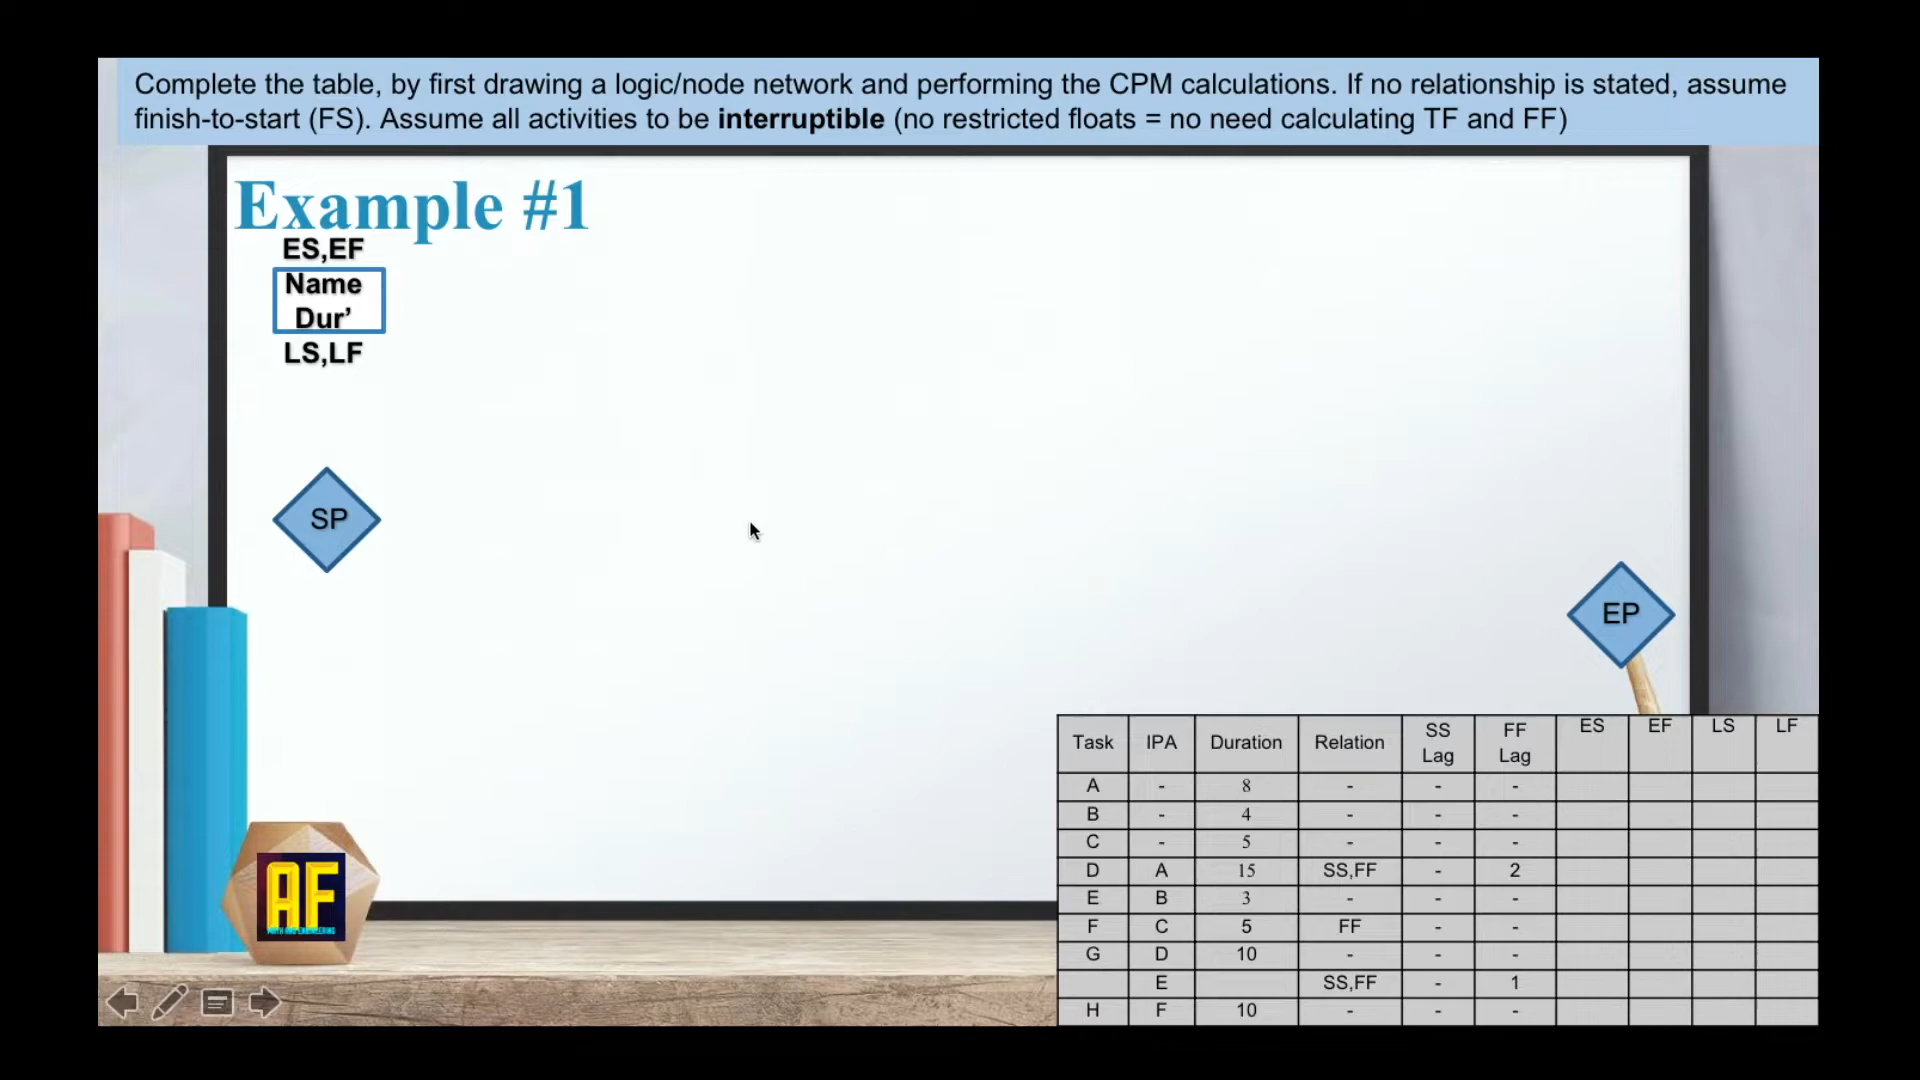 Complete the table, by first drawing a logic/node network and performing the CPM calculations. If no relationship is stated, assume
finish-to-start (FS). Assume all activities to be interruptible (no restricted floats = no need calculating TF and FF)
Example #1
ES,EF
Name
Dur’
LS,LF
SP
EP
Task IPA Duration Relation SS Lag FF Lag ES EF LS LF
A - 8 - - -
B - 4 - - -
C - 5 - - -
D A 15 SS,FF - 2
E B 3 - - -
F C 5 FF - -
G D 10 - - -
E SS,FF - 1
H F 10 - - -
AF